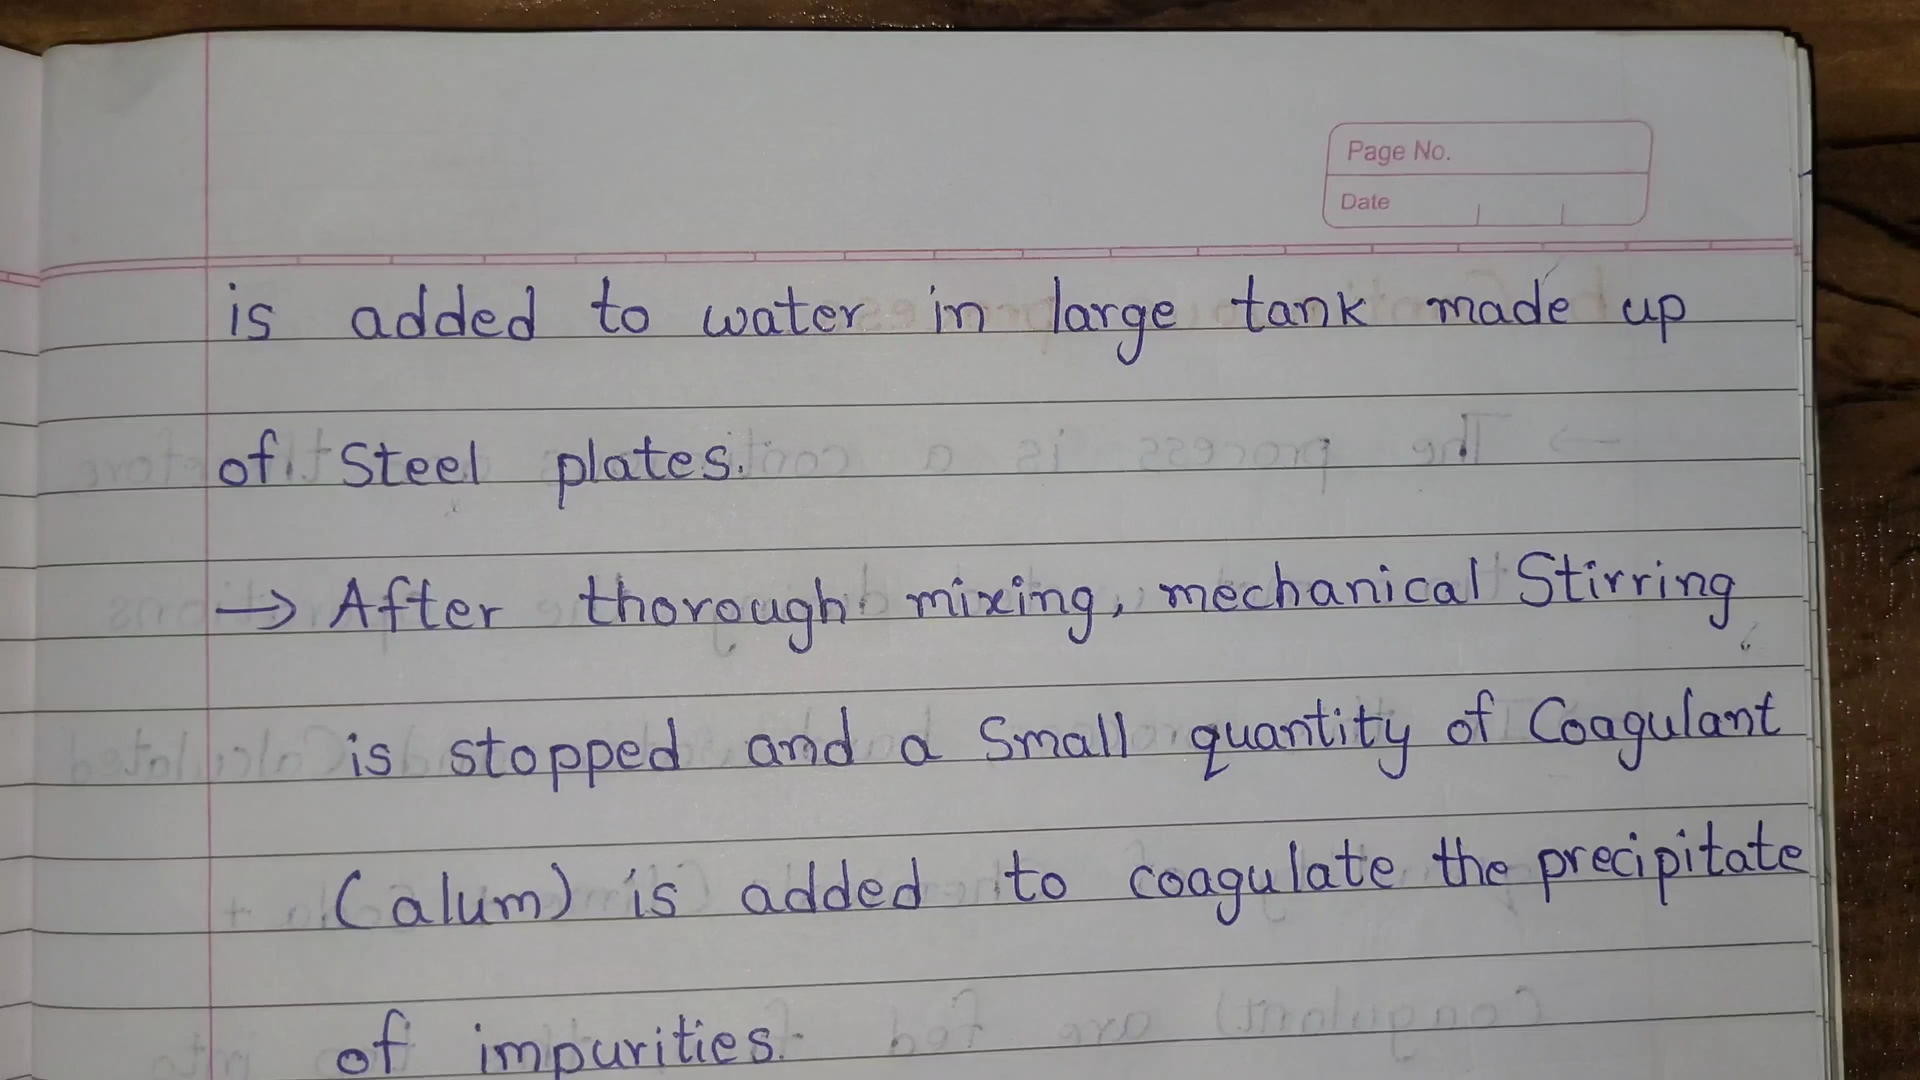 Page No.
Date
is added to water in large tank made up
of Steel plates.
→ After thorough mixing, mechanical Stirring
is stopped and a Small quantity of Coagulant
(alum) is added to coagulate the precipitate
of impurities.